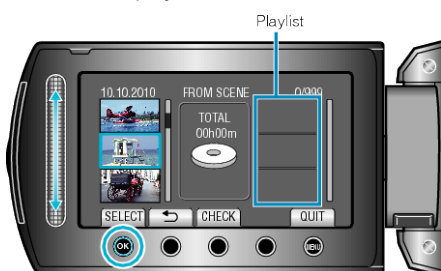 Playlist
10.10.2010 FROM SCENE 0/999
TOTAL
00h00m
SELECT CHECK QUIT
OK MENU